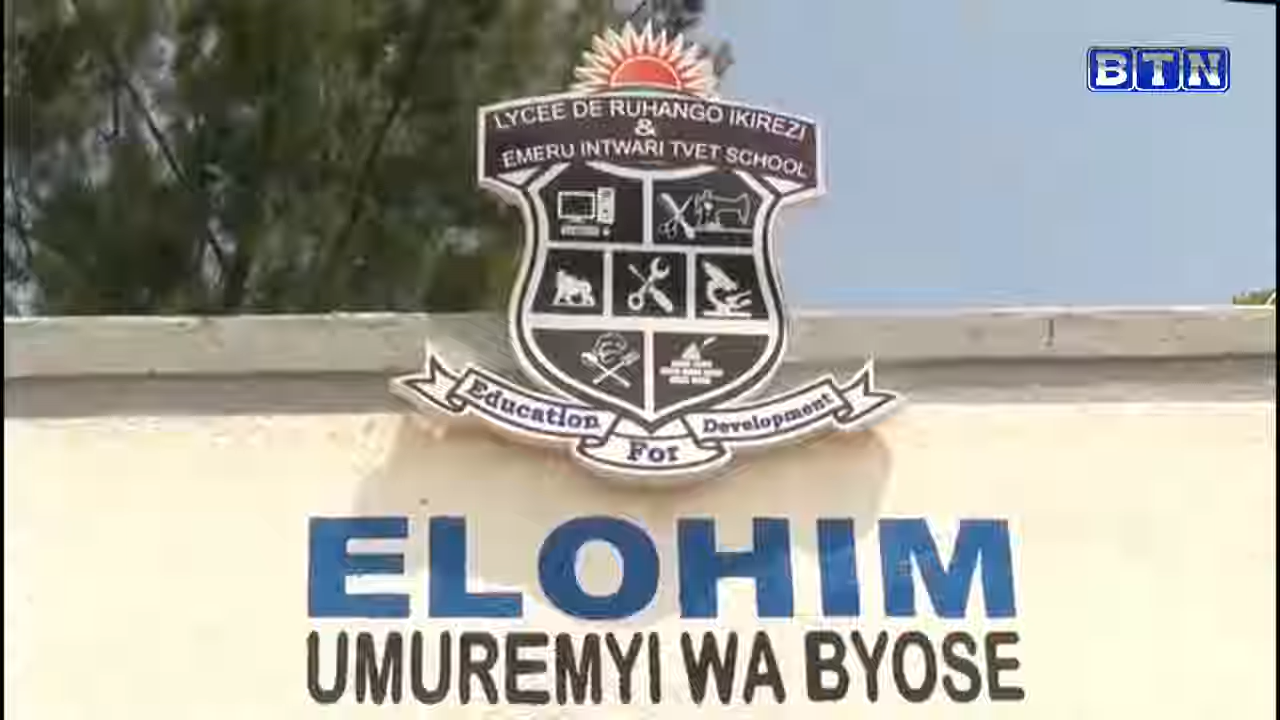 BTN
LYCEE DE RUHANGO IKIREZI
&
EMERU INTWARI TVET SCHOOL
Education
For
Development
ELOHIM
UMUREMYI WA BYOSE